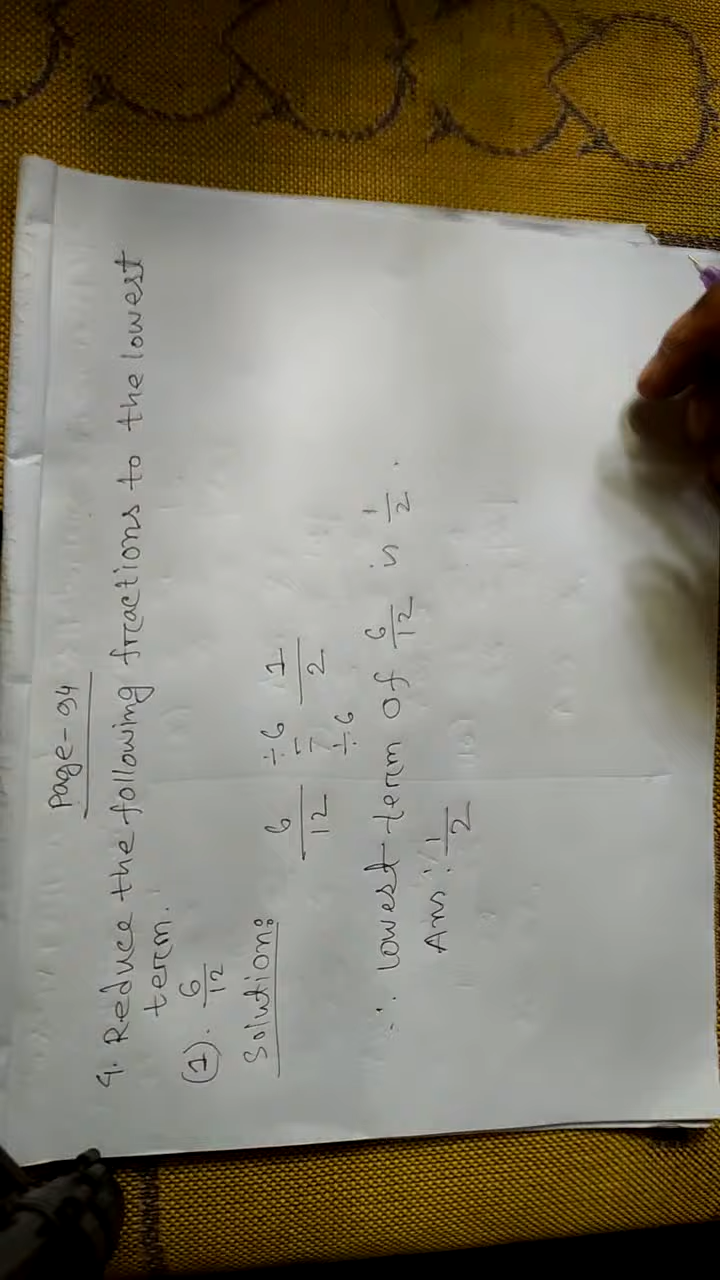 Page-94
9. Reduce the following fractions to the lowest
term.
(1). 6/12
Solution:
6/12 ÷6/÷6 = 1/2
∴ lowest term of 6/12 is 1/2.
Ans: 1/2